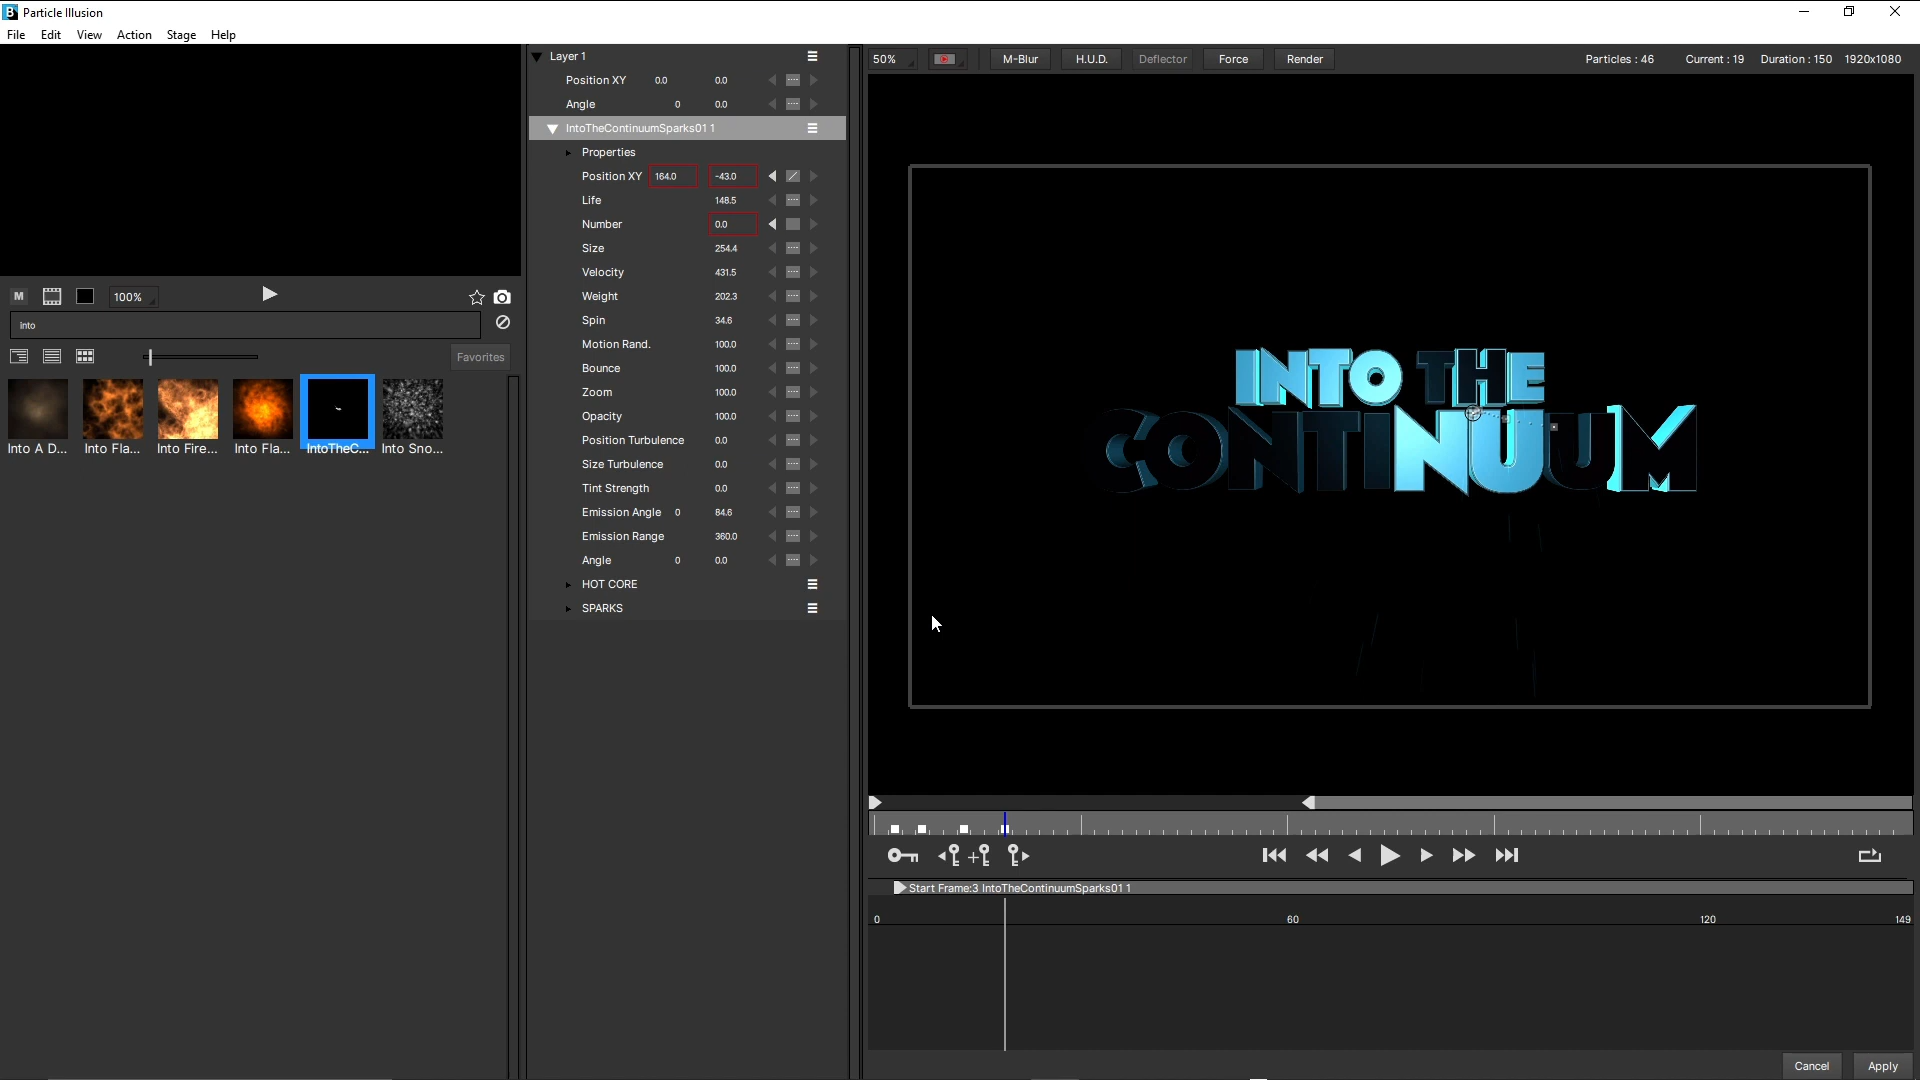 Particle Illusion
File Edit View Action Stage Help
Layer 1
Position XY 0.0 0.0
Angle 0 0.0
IntoTheContinuumSparks01 1
Properties
Position XY 164.0 -43.0
Life 148.5
Number 0.0
Size 254.4
Velocity 431.5
Weight 202.3
Spin 34.6
Motion Rand. 100.0
Bounce 100.0
Zoom 100.0
Opacity 100.0
Position Turbulence 0.0
Size Turbulence 0.0
Tint Strength 0.0
Emission Angle 0 84.6
Emission Range 360.0
Angle 0 0.0
HOT CORE
SPARKS
M 100%
Into
Favorites
Into A D... Into Fla... Into Fire... Into Fla... IntoTheC... Into Sno...
50% M-Blur H.U.D. Deflector Force Render Particles : 46 Current : 19 Duration : 150 1920x1080
INTO THE
CONTINUUM
Start Frame:3 IntoTheContinuumSparks01 1
0 60 120 149
Cancel Apply